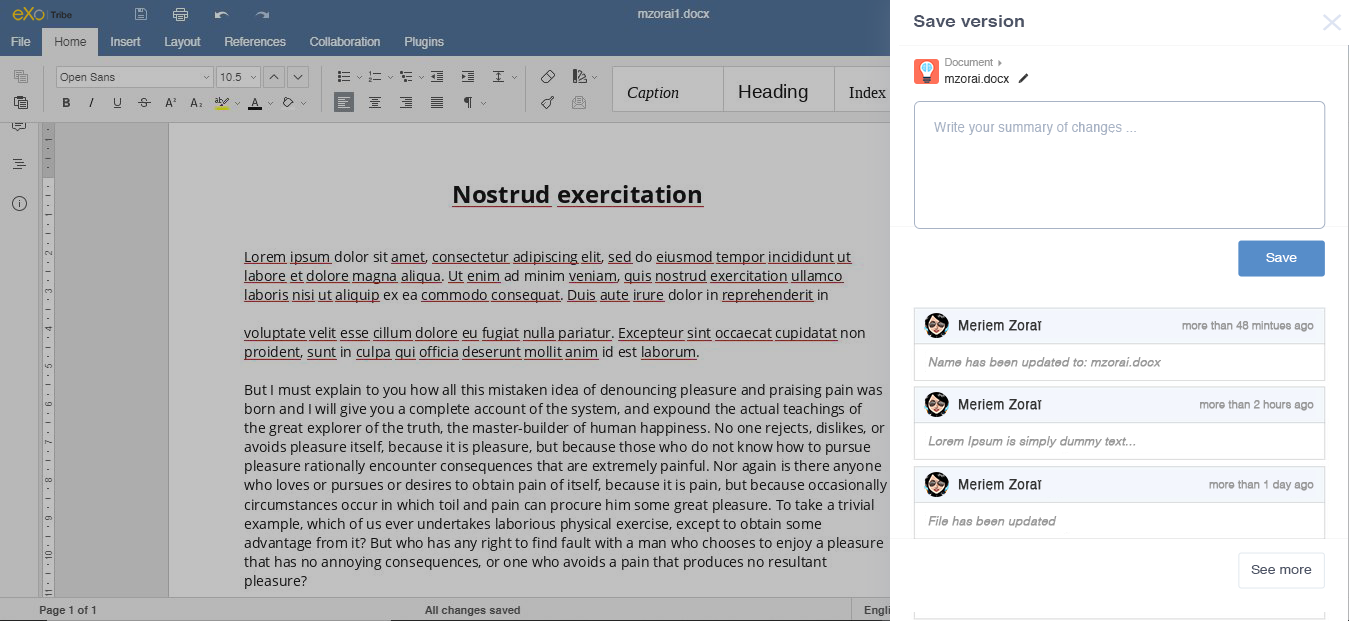 eXo Tribe
mzorai1.docx
File Home Insert Layout References Collaboration Plugins
Open Sans 10.5
Caption Heading Index
Nostrud exercitation
Lorem ipsum dolor sit amet, consectetur adipiscing elit, sed do eiusmod tempor incididunt ut
labore et dolore magna aliqua. Ut enim ad minim veniam, quis nostrud exercitation ullamco
laboris nisi ut aliquip ex ea commodo consequat. Duis aute irure dolor in reprehenderit in
voluptate velit esse cillum dolore eu fugiat nulla pariatur. Excepteur sint occaecat cupidatat non
proident, sunt in culpa qui officia deserunt mollit anim id est laborum.
But I must explain to you how all this mistaken idea of denouncing pleasure and praising pain was
born and I will give you a complete account of the system, and expound the actual teachings of
the great explorer of the truth, the master-builder of human happiness. No one rejects, dislikes, or
avoids pleasure itself, because it is pleasure, but because those who do not know how to pursue
pleasure rationally encounter consequences that are extremely painful. Nor again is there anyone
who loves or pursues or desires to obtain pain of itself, because it is pain, but because occasionally
circumstances occur in which toil and pain can procure him some great pleasure. To take a trivial
example, which of us ever undertakes laborious physical exercise, except to obtain some
advantage from it? But who has any right to find fault with a man who chooses to enjoy a pleasure
that has no annoying consequences, or one who avoids a pain that produces no resultant
pleasure?
Page 1 of 1 All changes saved Engli
Save version
Document
mzorai.docx
Write your summary of changes ...
Save
Meriem Zoraï more than 48 mintues ago
Name has been updated to: mzorai.docx
Meriem Zoraï more than 2 hours ago
Lorem Ipsum is simply dummy text...
Meriem Zoraï more than 1 day ago
File has been updated
See more